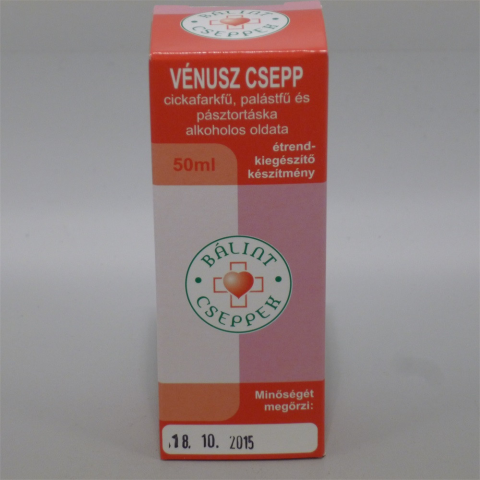 BÁLINT
CSEPPEK
VÉNUSZ CSEPP
cickafarkfű, palástfű és
pásztortáska
alkoholos oldata
50ml
étrend-
kiegészítő
készítmény
BÁLINT
CSEPPEK
Minőségét
megőrzi:
18. 10. 2015